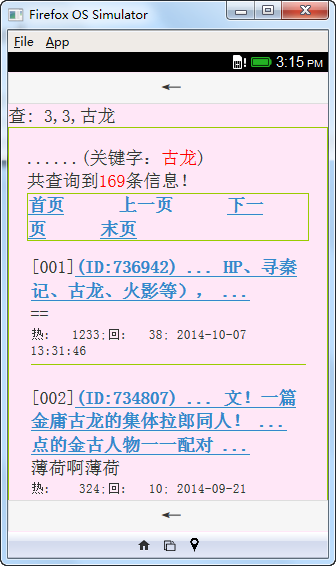 Firefox OS Simulator
File App
3:15 PM
查: 3,3,古龙
......(关键字: 古龙)
共查询到169条信息!
首页 上一页 下一
页 末页
[001](ID:736942) ... HP、寻秦
记、古龙、火影等), ...
==
热: 1233;回: 38; 2014-10-07
13:31:46
[002](ID:734807) ... 文! 一篇
金庸古龙的集体拉郎同人! ...
点的金古人物一一配对 ...
薄荷啊薄荷
热: 324;回: 10; 2014-09-21